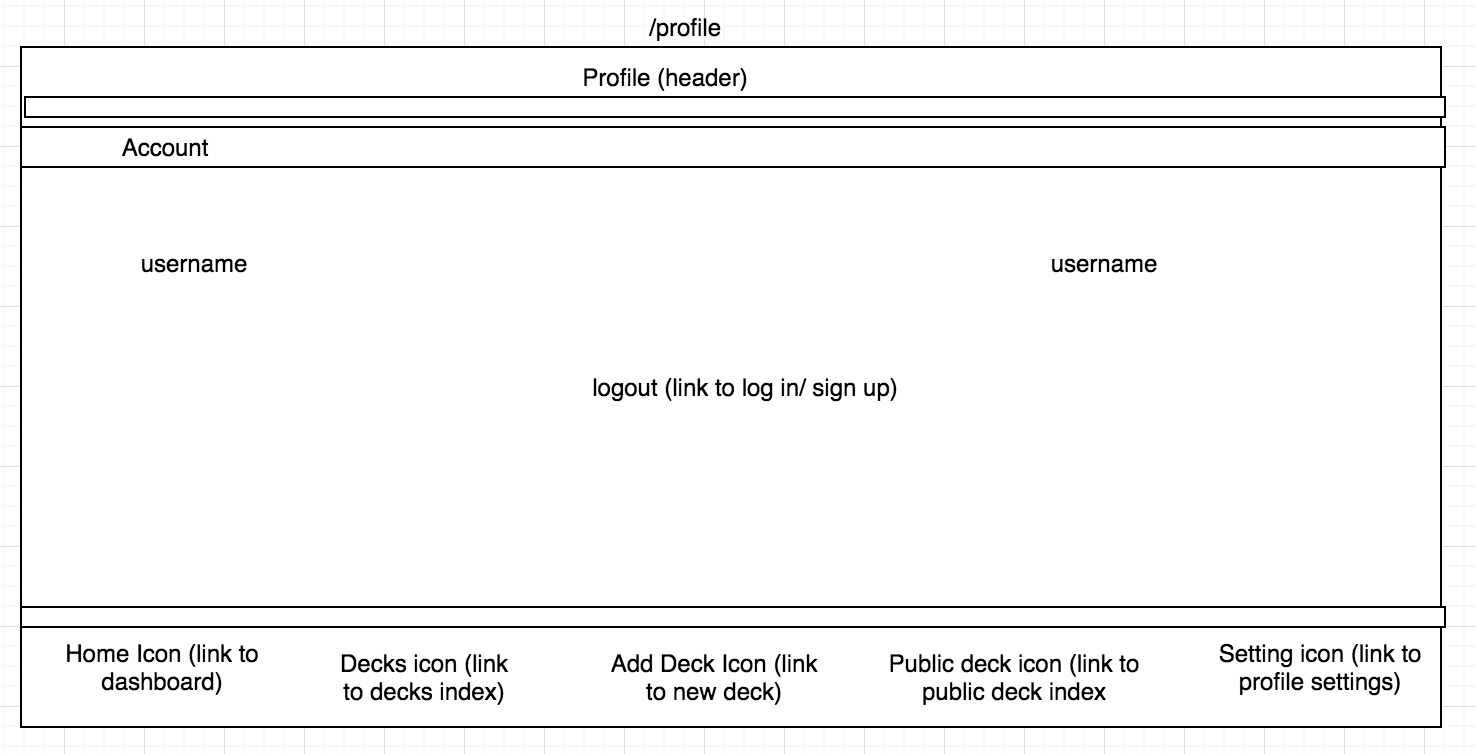 /profile
Profile (header)
Account
username
username
logout (link to log in/ sign up)
Home Icon (link to
dashboard)
Decks icon (link
to decks index)
Add Deck Icon (link
to new deck)
Public deck icon (link to
public deck index
Setting icon (link to
profile settings)